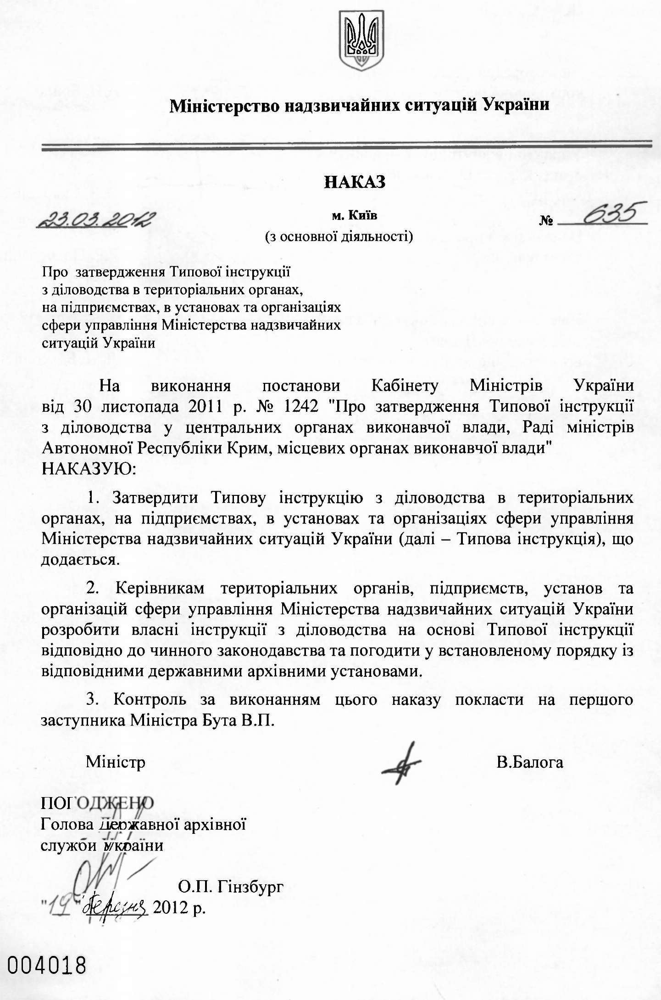 Міністерство надзвичайних ситуацій України
НАКАЗ
23.03.2012 м. Київ № 635
(з основної діяльності)
Про затвердження Типової інструкції
з діловодства в територіальних органах,
на підприємствах, в установах та організаціях
сфери управління Міністерства надзвичайних
ситуацій України
На виконання постанови Кабінету Міністрів України
від 30 листопада 2011 р. № 1242 "Про затвердження Типової інструкції
з діловодства у центральних органах виконавчої влади, Раді міністрів
Автономної Республіки Крим, місцевих органах виконавчої влади"
НАКАЗУЮ:
1. Затвердити Типову інструкцію з діловодства в територіальних
органах, на підприємствах, в установах та організаціях сфери управління
Міністерства надзвичайних ситуацій України (далі – Типова інструкція), що
додається.
2. Керівникам територіальних органів, підприємств, установ та
організацій сфери управління Міністерства надзвичайних ситуацій України
розробити власні інструкції з діловодства на основі Типової інструкції
відповідно до чинного законодавства та погодити у встановленому порядку із
відповідними державними архівними установами.
3. Контроль за виконанням цього наказу покласти на першого
заступника Міністра Бута В.П.
Міністр В.Балога
ПОГОДЖЕНО
Голова Державної архівної
служби України
О.П. Гінзбург
"19" березня 2012 р.
004018